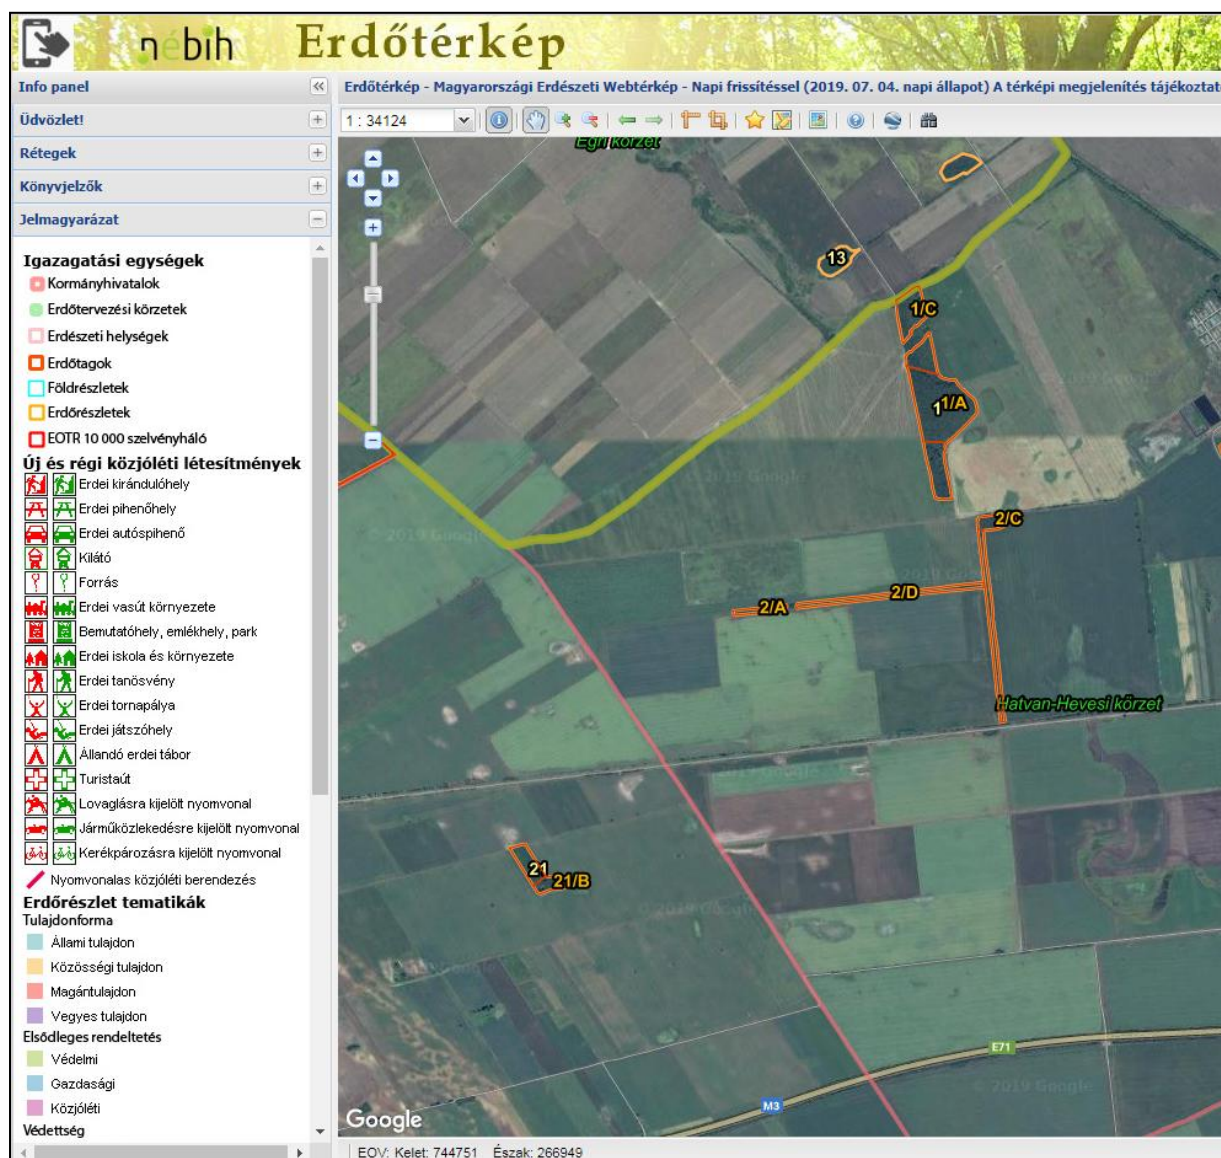 nébih Erdőtérkép
Info panel
Üdvözlet!
Rétegek
Könyvjelzők
Jelmagyarázat
Igazagatási egységek
Kormányhivatalok
Erdőtervezési körzetek
Erdészeti helységek
Erdőtagok
Földrészletek
Erdőrészletek
EOTR 10 000 szelvényháló
Új és régi közjóléti létesítmények
Erdei kirándulóhely
Erdei pihenőhely
Erdei autóspihenő
Kilátó
Forrás
Erdei vasút környezete
Bemutatóhely, emlékhely, park
Erdei iskola és környezete
Erdei tanösvény
Erdei tornapálya
Erdei játszóhely
Állandó erdei tábor
Turistaút
Lovaglásra kijelölt nyomvonal
Járműközlekedésre kijelölt nyomvonal
Kerékpározásra kijelölt nyomvonal
Nyomvonalas közjóléti berendezés
Erdőrészlet tematikák
Tulajdonforma
Állami tulajdon
Közösségi tulajdon
Magántulajdon
Vegyes tulajdon
Elsődleges rendeltetés
Védelmi
Gazdasági
Közjóléti
Védettség
Erdőtérkép - Magyarországi Erdészeti Webtérkép - Napi frissítéssel (2019. 07. 04. napi állapot) A térképi megjelenítés tájékoztat
1 : 34124
Egri körzet
13
1/C
1 1/A
2/C
© 2019 Google
2/A 2/D
Hatvan-Hevesi körzet
21
21/B
E71
© 2019 Google
M3
Google
EOV: Kelet: 744751 Észak: 266949